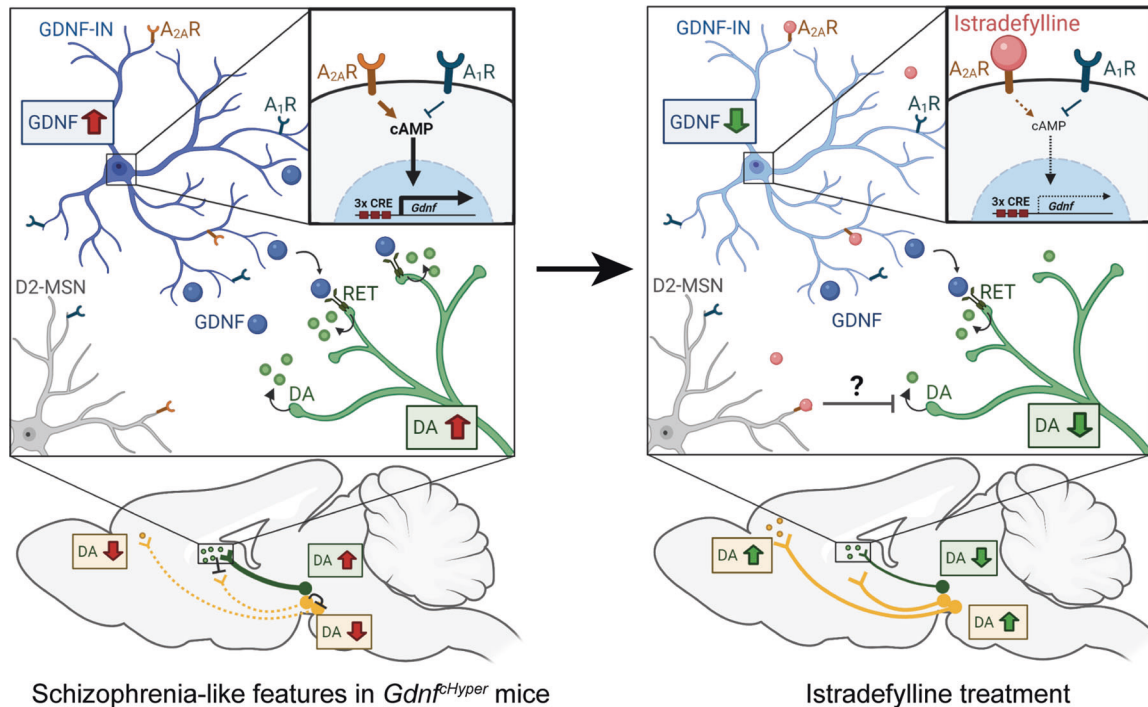 GDNF-IN
A2AR
A2AR
A1R
GDNF
A1R
cAMP
3x CRE
Gdnf
D2-MSN
RET
GDNF
DA
DA
DA
DA
DA
Schizophrenia-like features in GdnfcHyper mice
GDNF-IN
A2AR
Istradefylline
A2AR
A1R
GDNF
A1R
cAMP
3x CRE
Gdnf
D2-MSN
RET
GDNF
?
DA
DA
DA
DA
DA
Istradefylline treatment